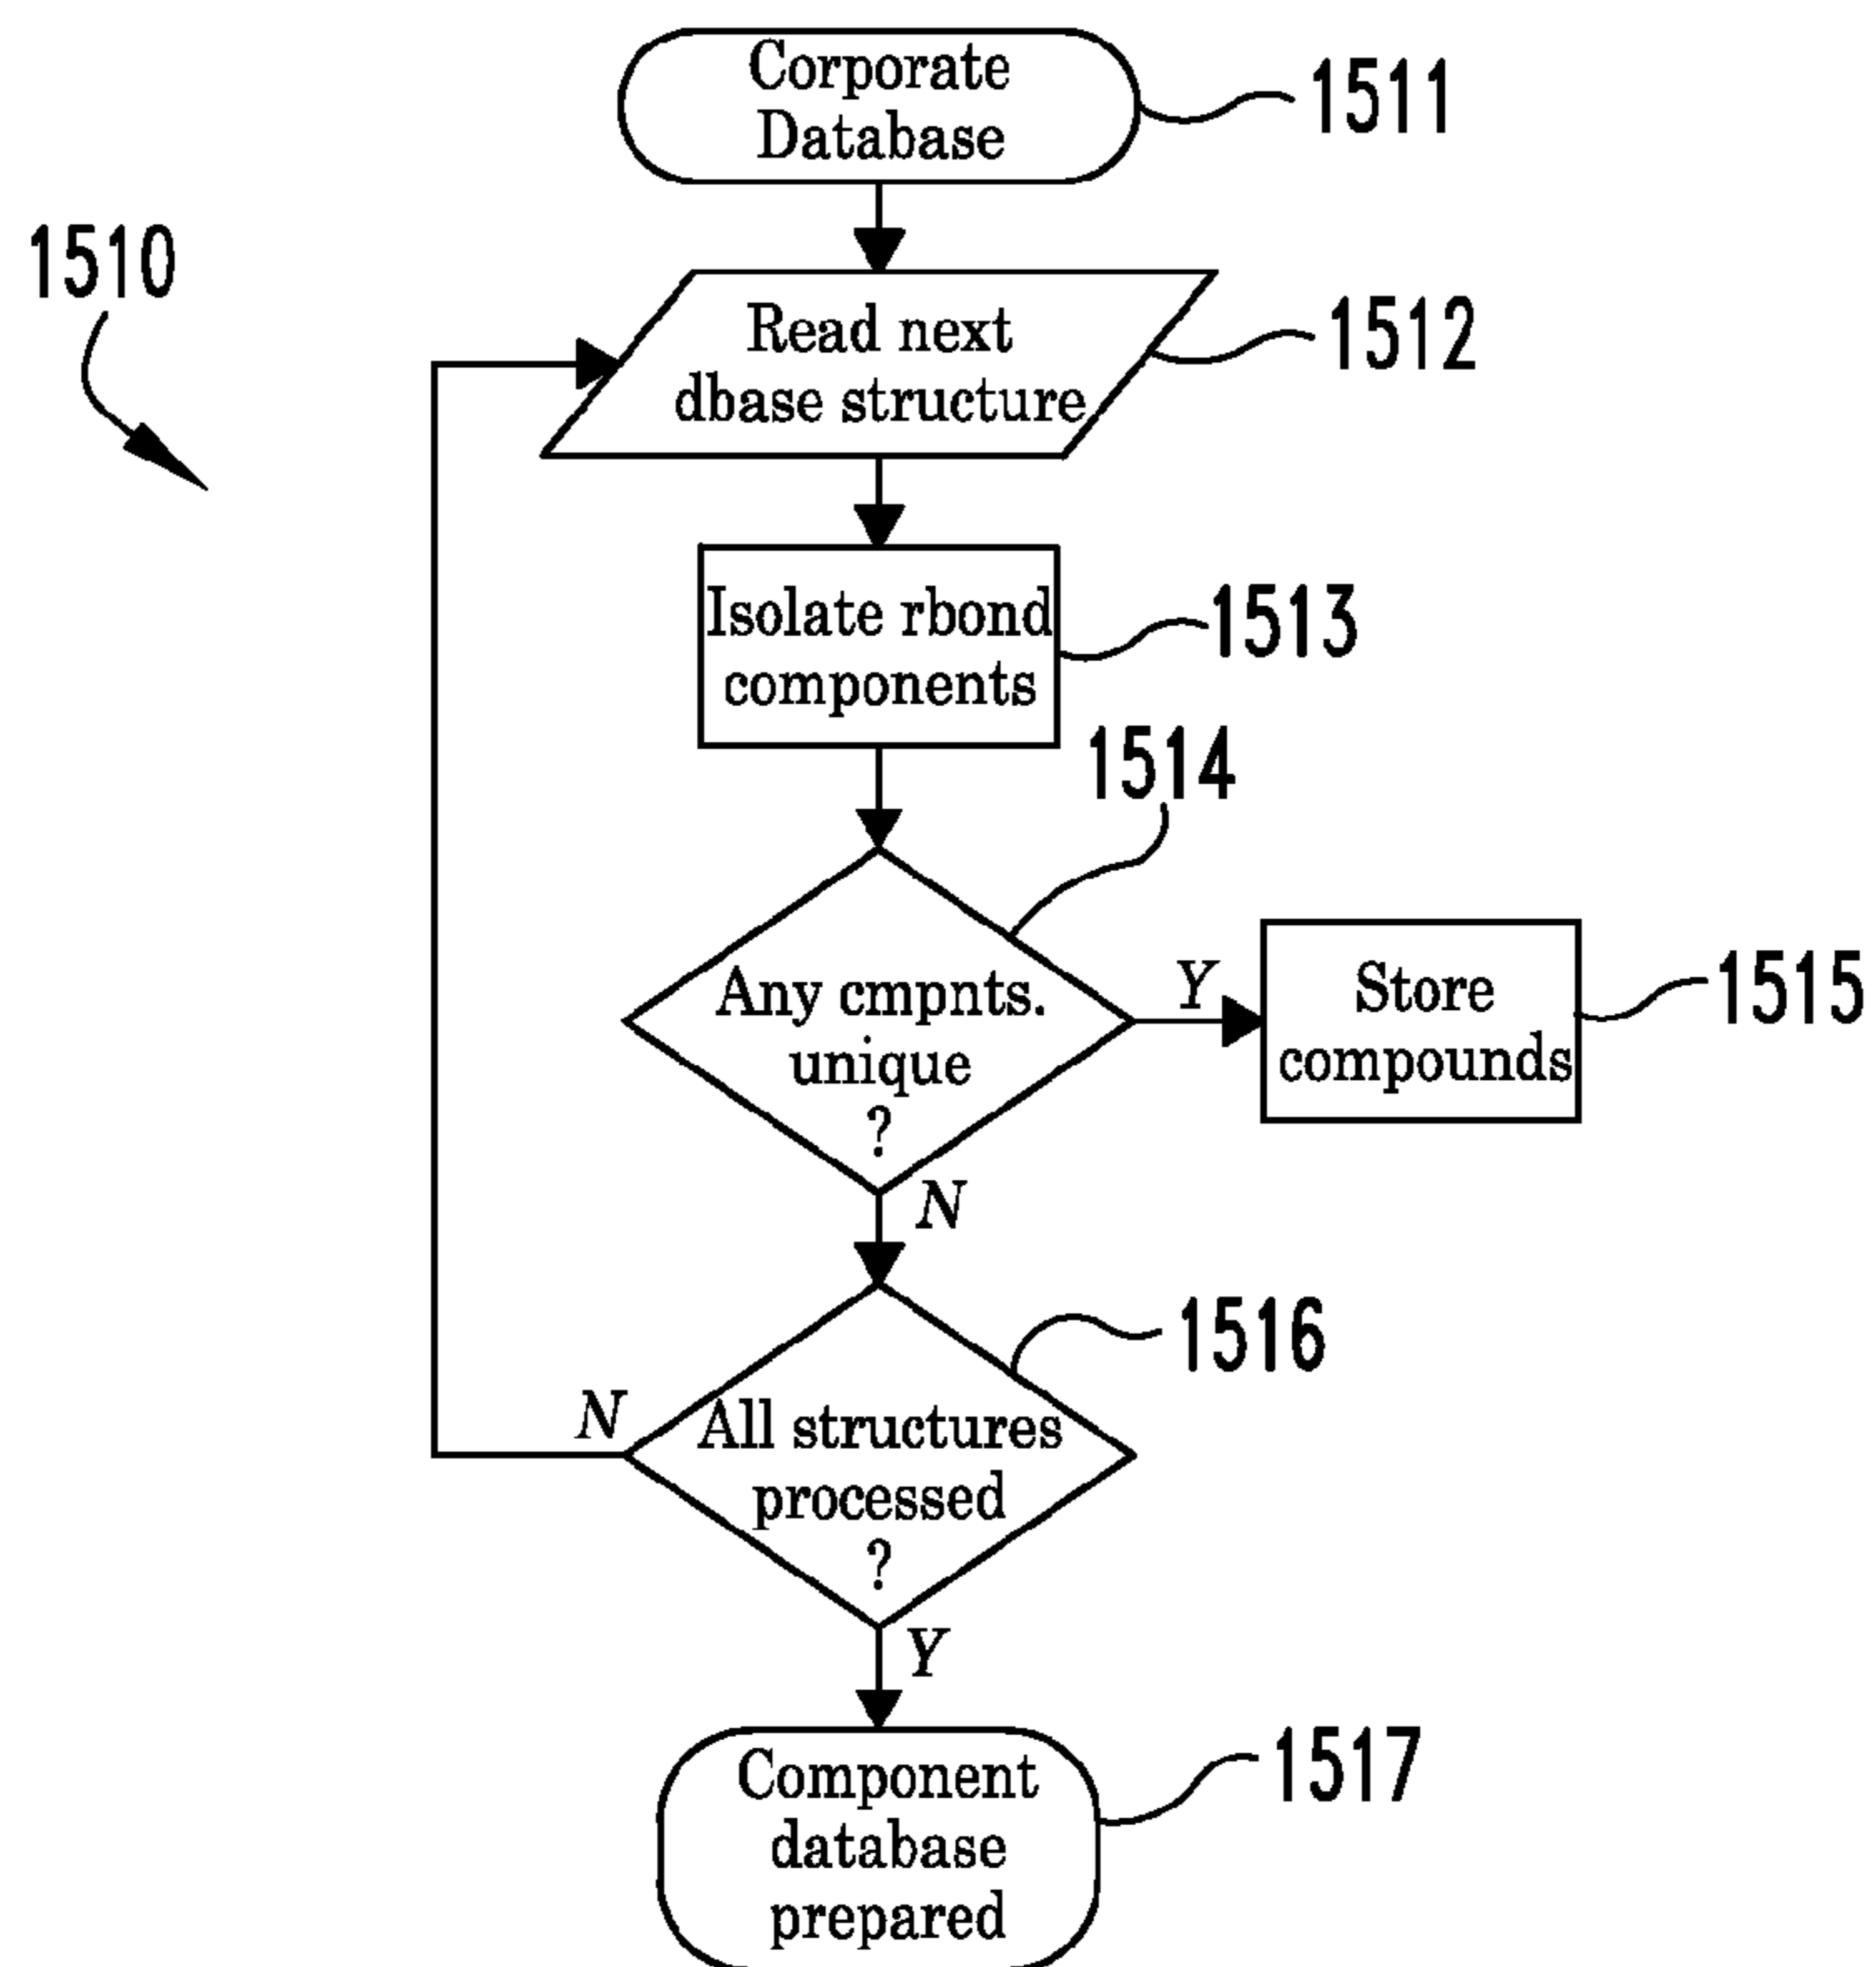 Corporate
Database
1511
1510
Read next
dbase structure
1512
Isolate rbond
components
1513
1514
Any cmpnts.
unique
?
Y
Store
compounds
1515
N
1516
N
All structures
processed
?
Y
Component
database
prepared
1517